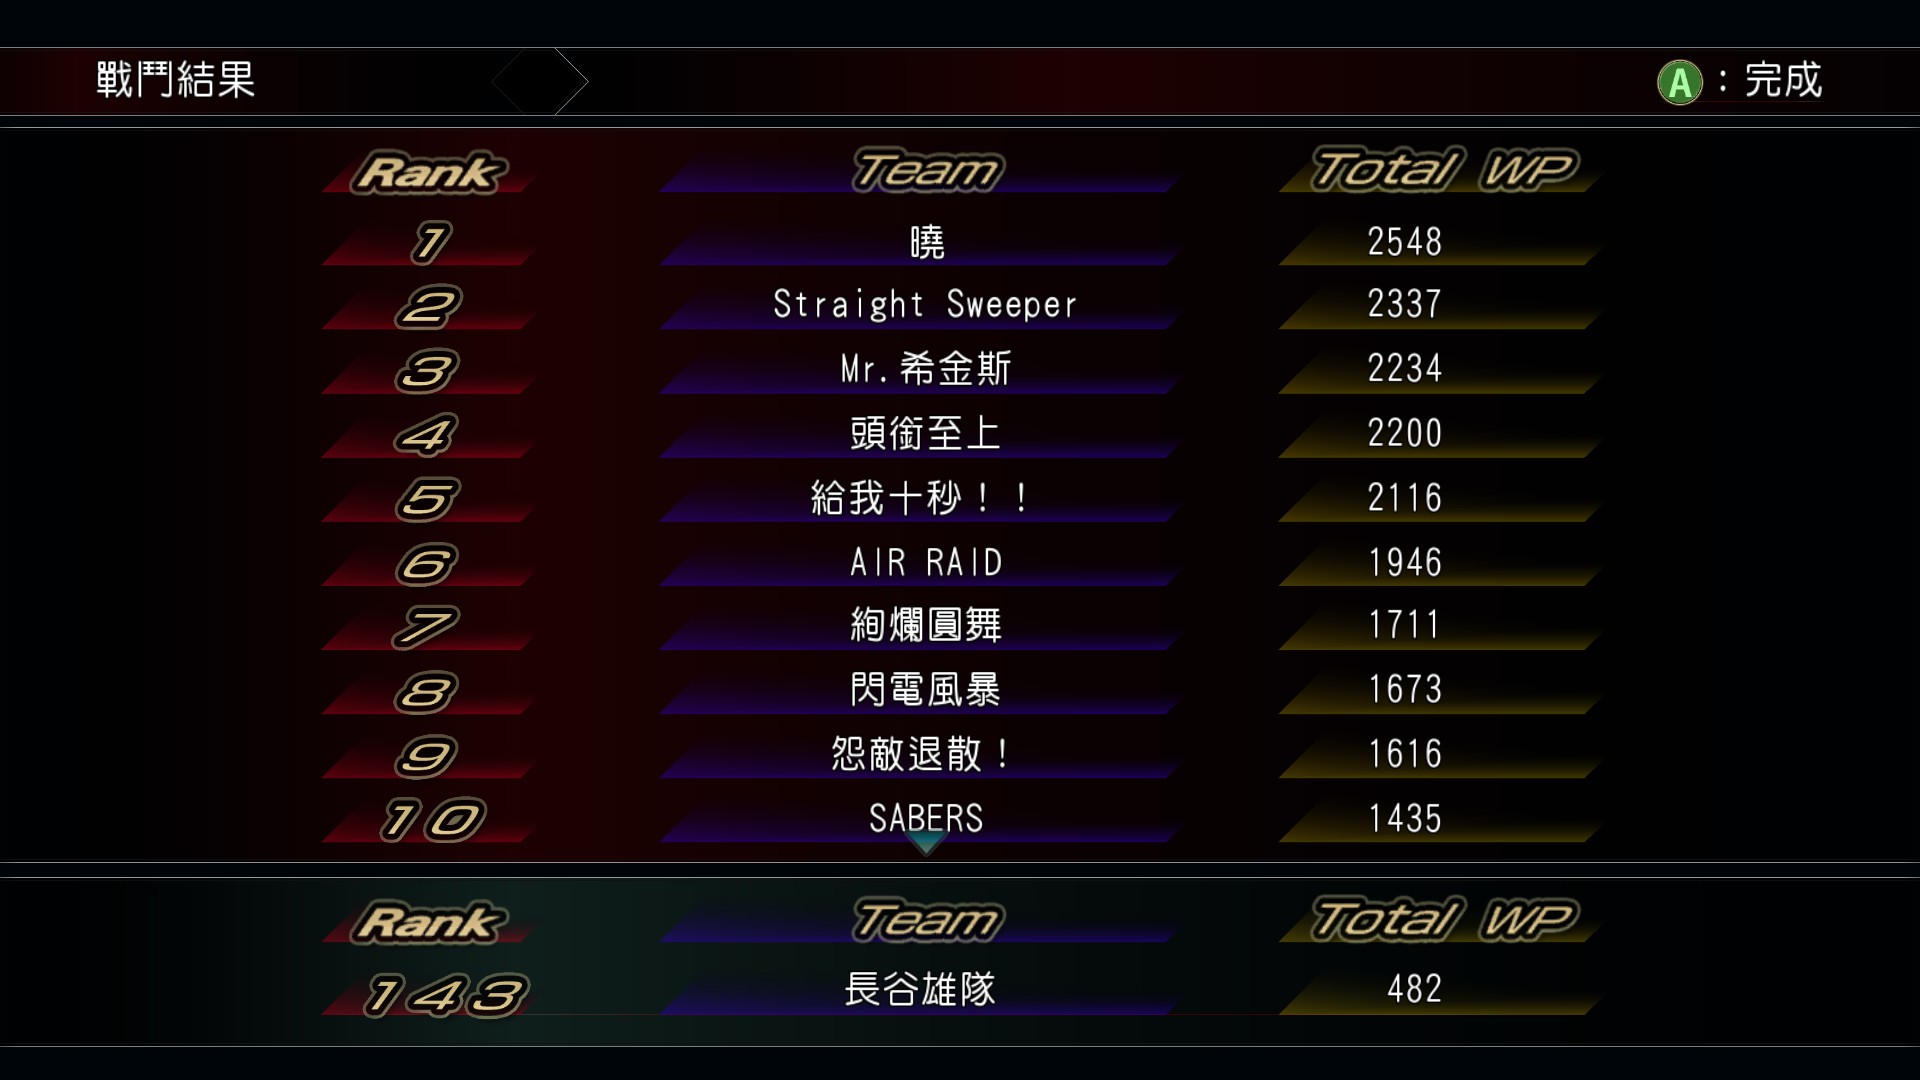 戰鬥結果
A：完成
Rank Team Total WP
1 曉 2548
2 Straight Sweeper 2337
3 Mr.希金斯 2234
4 頭銜至上 2200
5 給我十秒！！ 2116
6 AIR RAID 1946
7 絢爛圓舞 1711
8 閃電風暴 1673
9 怨敵退散！ 1616
10 SABERS 1435
Rank Team Total WP
143 長谷雄隊 482